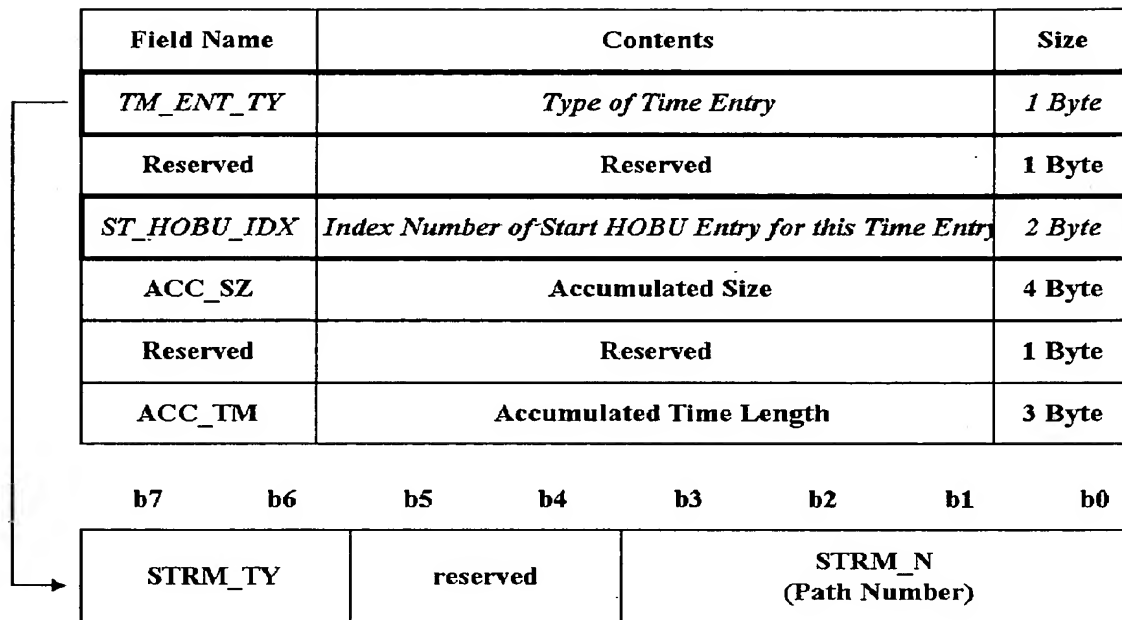 Field Name Contents Size
TM_ENT_TY Type of Time Entry 1 Byte
Reserved Reserved 1 Byte
ST_HOBU_IDX Index Number of Start HOBU Entry for this Time Entry 2 Byte
ACC_SZ Accumulated Size 4 Byte
Reserved Reserved 1 Byte
ACC_TM Accumulated Time Length 3 Byte
b7 b6 b5 b4 b3 b2 b1 b0
STRM_TY reserved STRM_N
(Path Number)